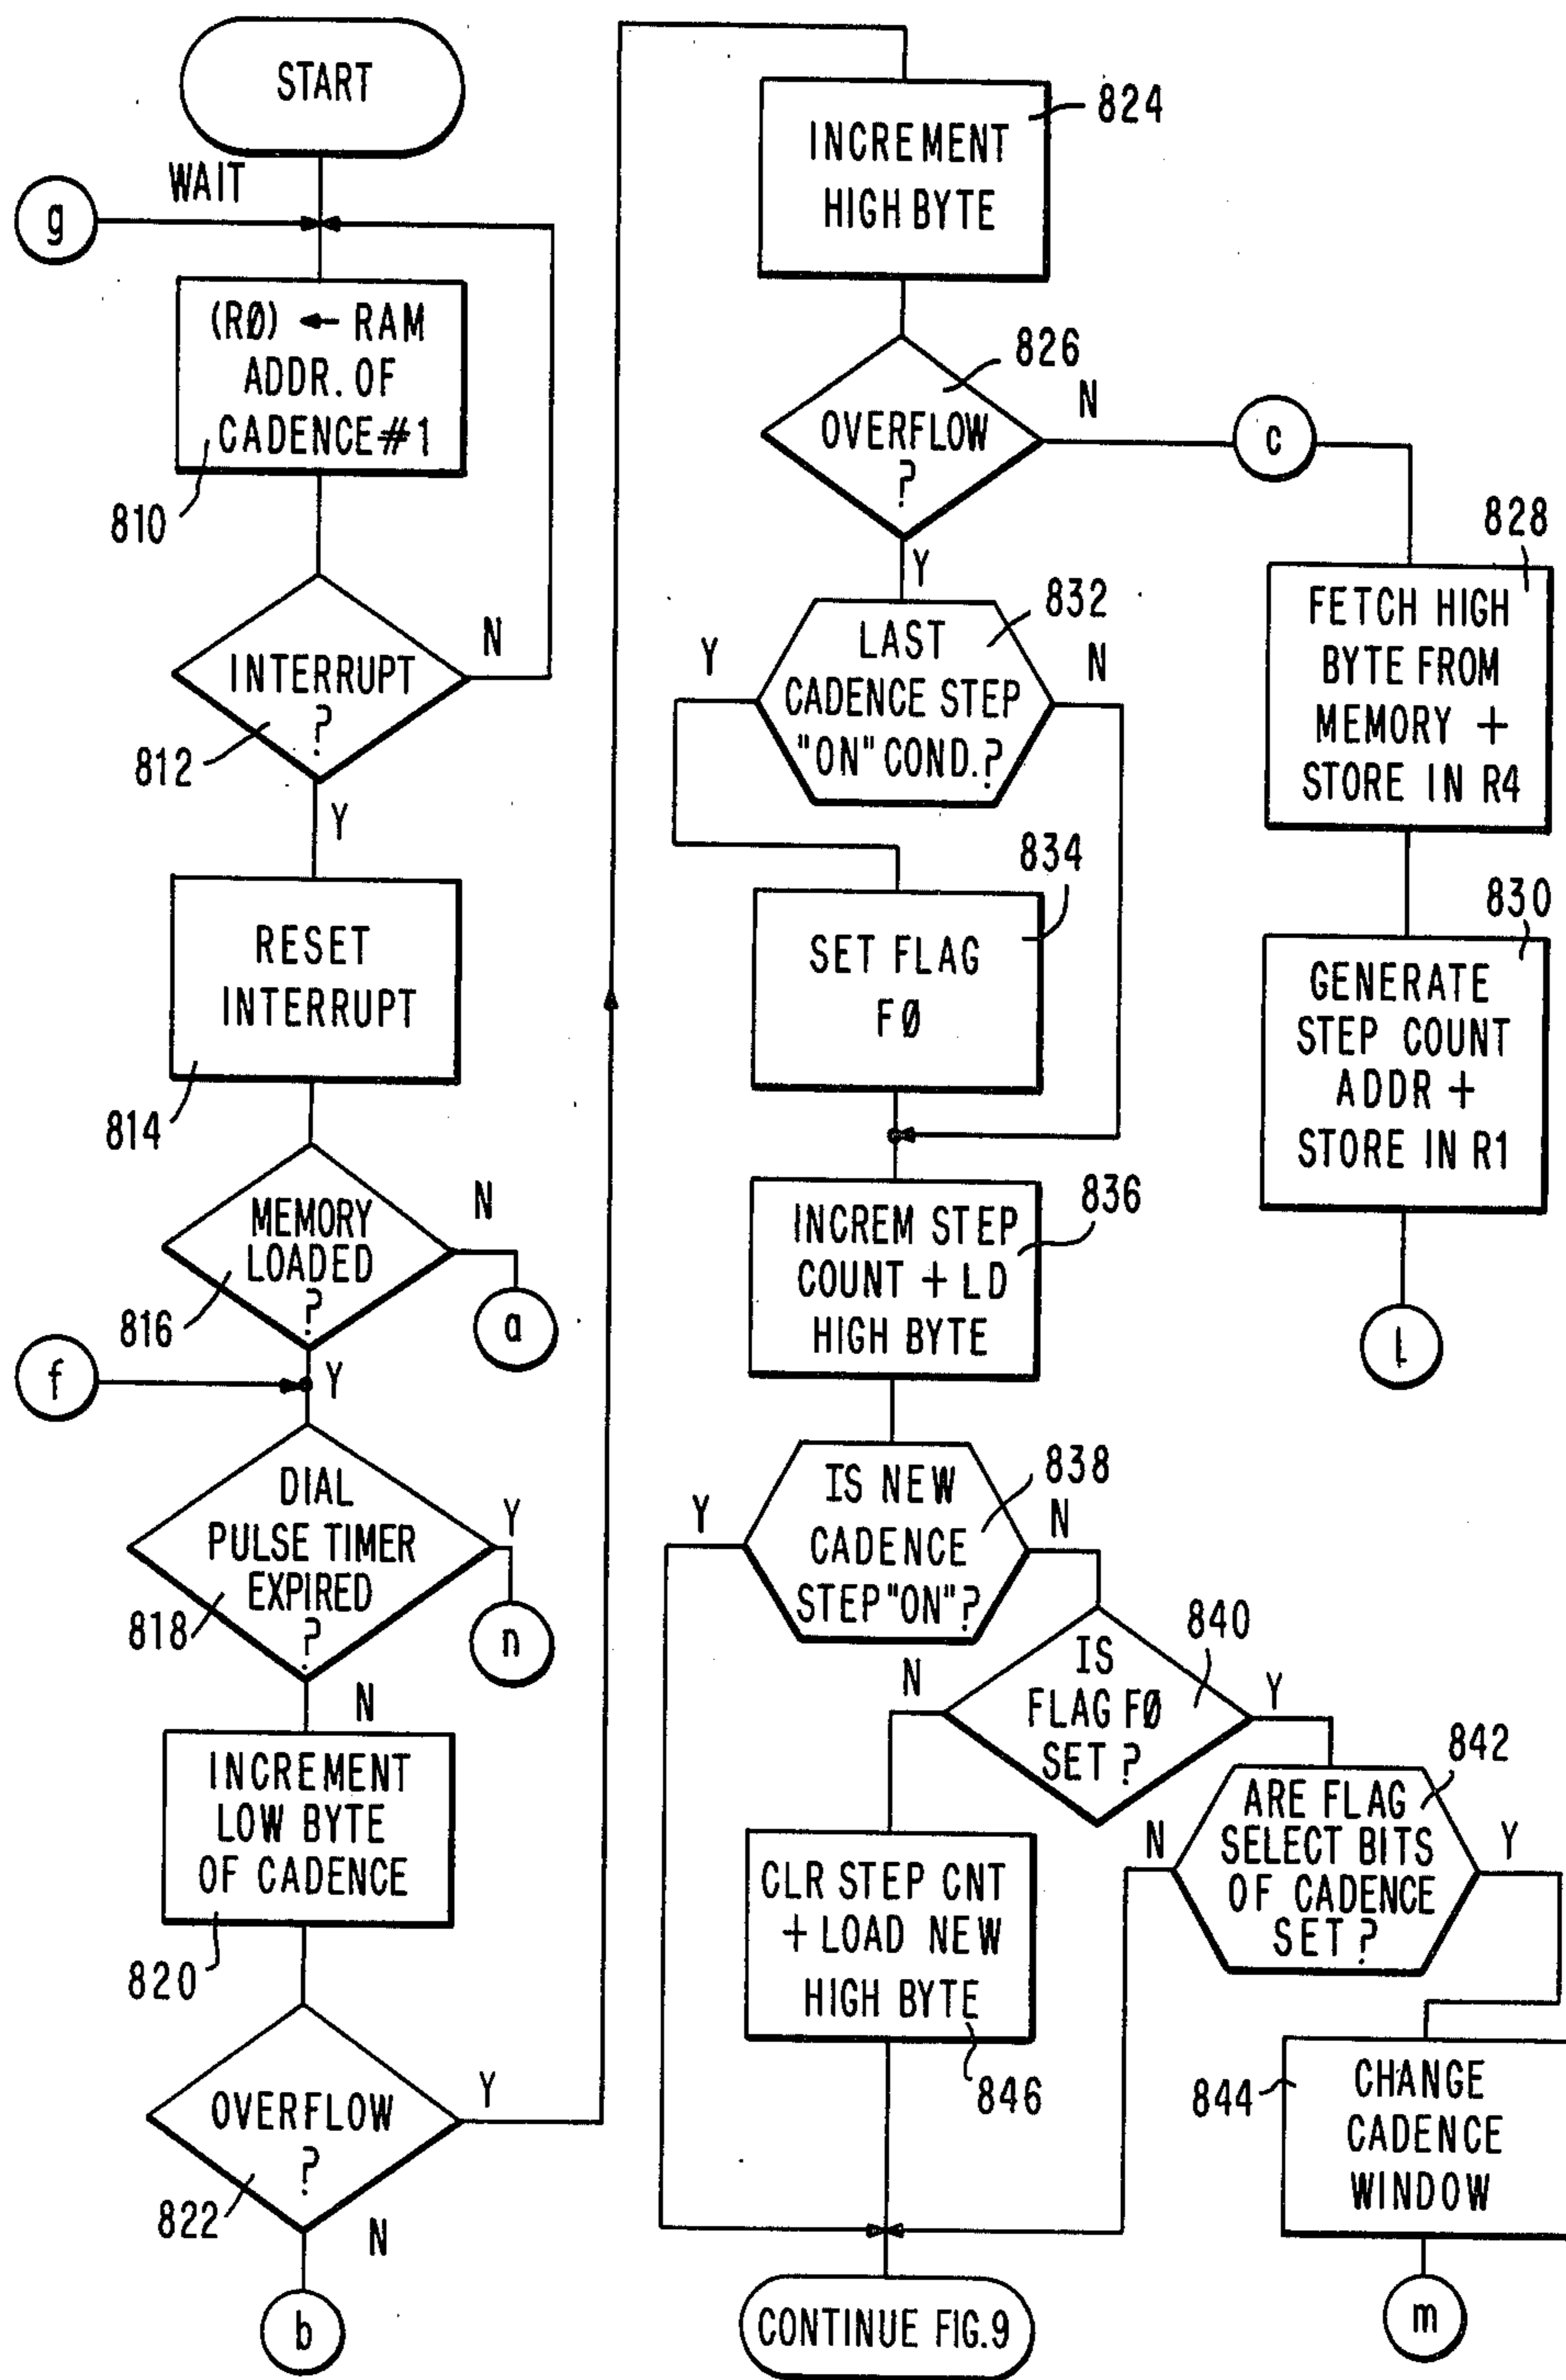 START
WAIT
g
(RØ) ← RAM
ADDR. OF
CADENCE #1
810
INTERRUPT
?
N
812
Y
RESET
INTERRUPT
814
MEMORY
LOADED
?
N
816
a
f
Y
DIAL
PULSE TIMER
EXPIRED
?
Y
818
n
N
INCREMENT
LOW BYTE
OF CADENCE
820
OVERFLOW
?
Y
822
N
b
INCREMENT
HIGH BYTE
824
OVERFLOW
?
826
N
c
Y
FETCH HIGH
BYTE FROM
MEMORY +
STORE IN R4
828
GENERATE
STEP COUNT
ADDR +
STORE IN R1
830
l
LAST
CADENCE STEP
"ON" COND.?
832
Y
N
SET FLAG
FØ
834
INCREM STEP
COUNT + LD
HIGH BYTE
836
IS NEW
CADENCE
STEP "ON"?
838
Y
N
IS
FLAG FØ
SET ?
840
N
Y
ARE FLAG
SELECT BITS
OF CADENCE
SET ?
842
N
Y
CLR STEP CNT
+ LOAD NEW
HIGH BYTE
846
CHANGE
CADENCE
WINDOW
844
m
CONTINUE FIG.9